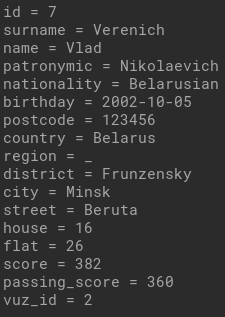 id = 7
surname = Verenich
name = Vlad
patronymic = Nikolaevich
nationality = Belarusian
birthday = 2002-10-05
postcode = 123456
country = Belarus
region = _
district = Frunzensky
city = Minsk
street = Beruta
house = 16
flat = 26
score = 382
passing_score = 360
vuz_id = 2